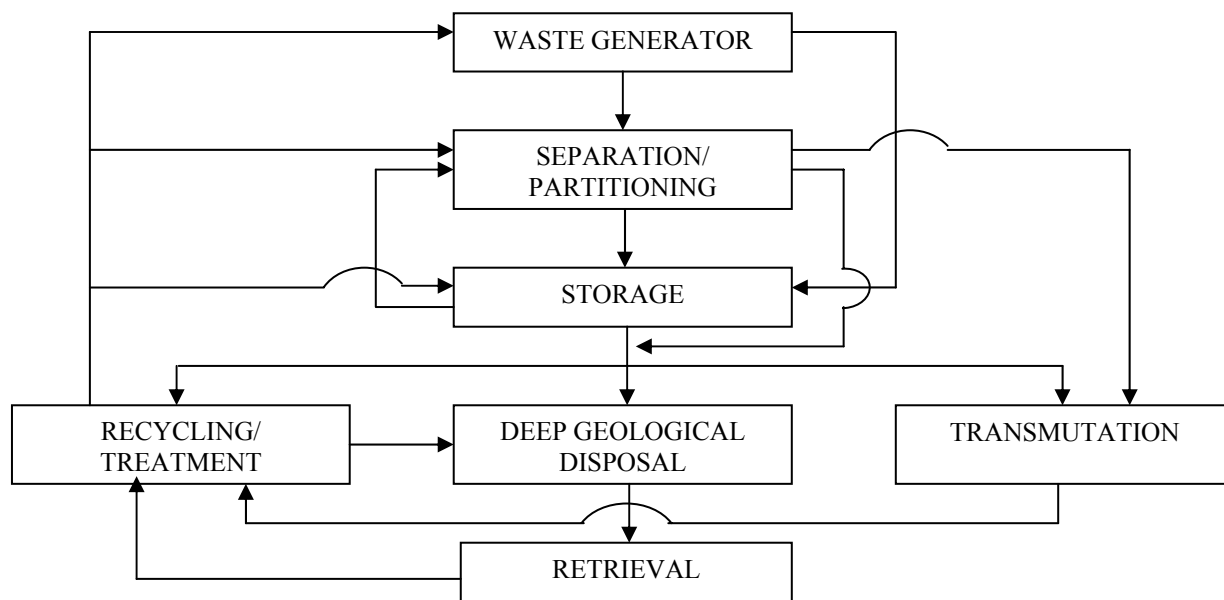 WASTE GENERATOR
SEPARATION/
PARTITIONING
STORAGE
RECYCLING/
TREATMENT
DEEP GEOLOGICAL
DISPOSAL
TRANSMUTATION
RETRIEVAL